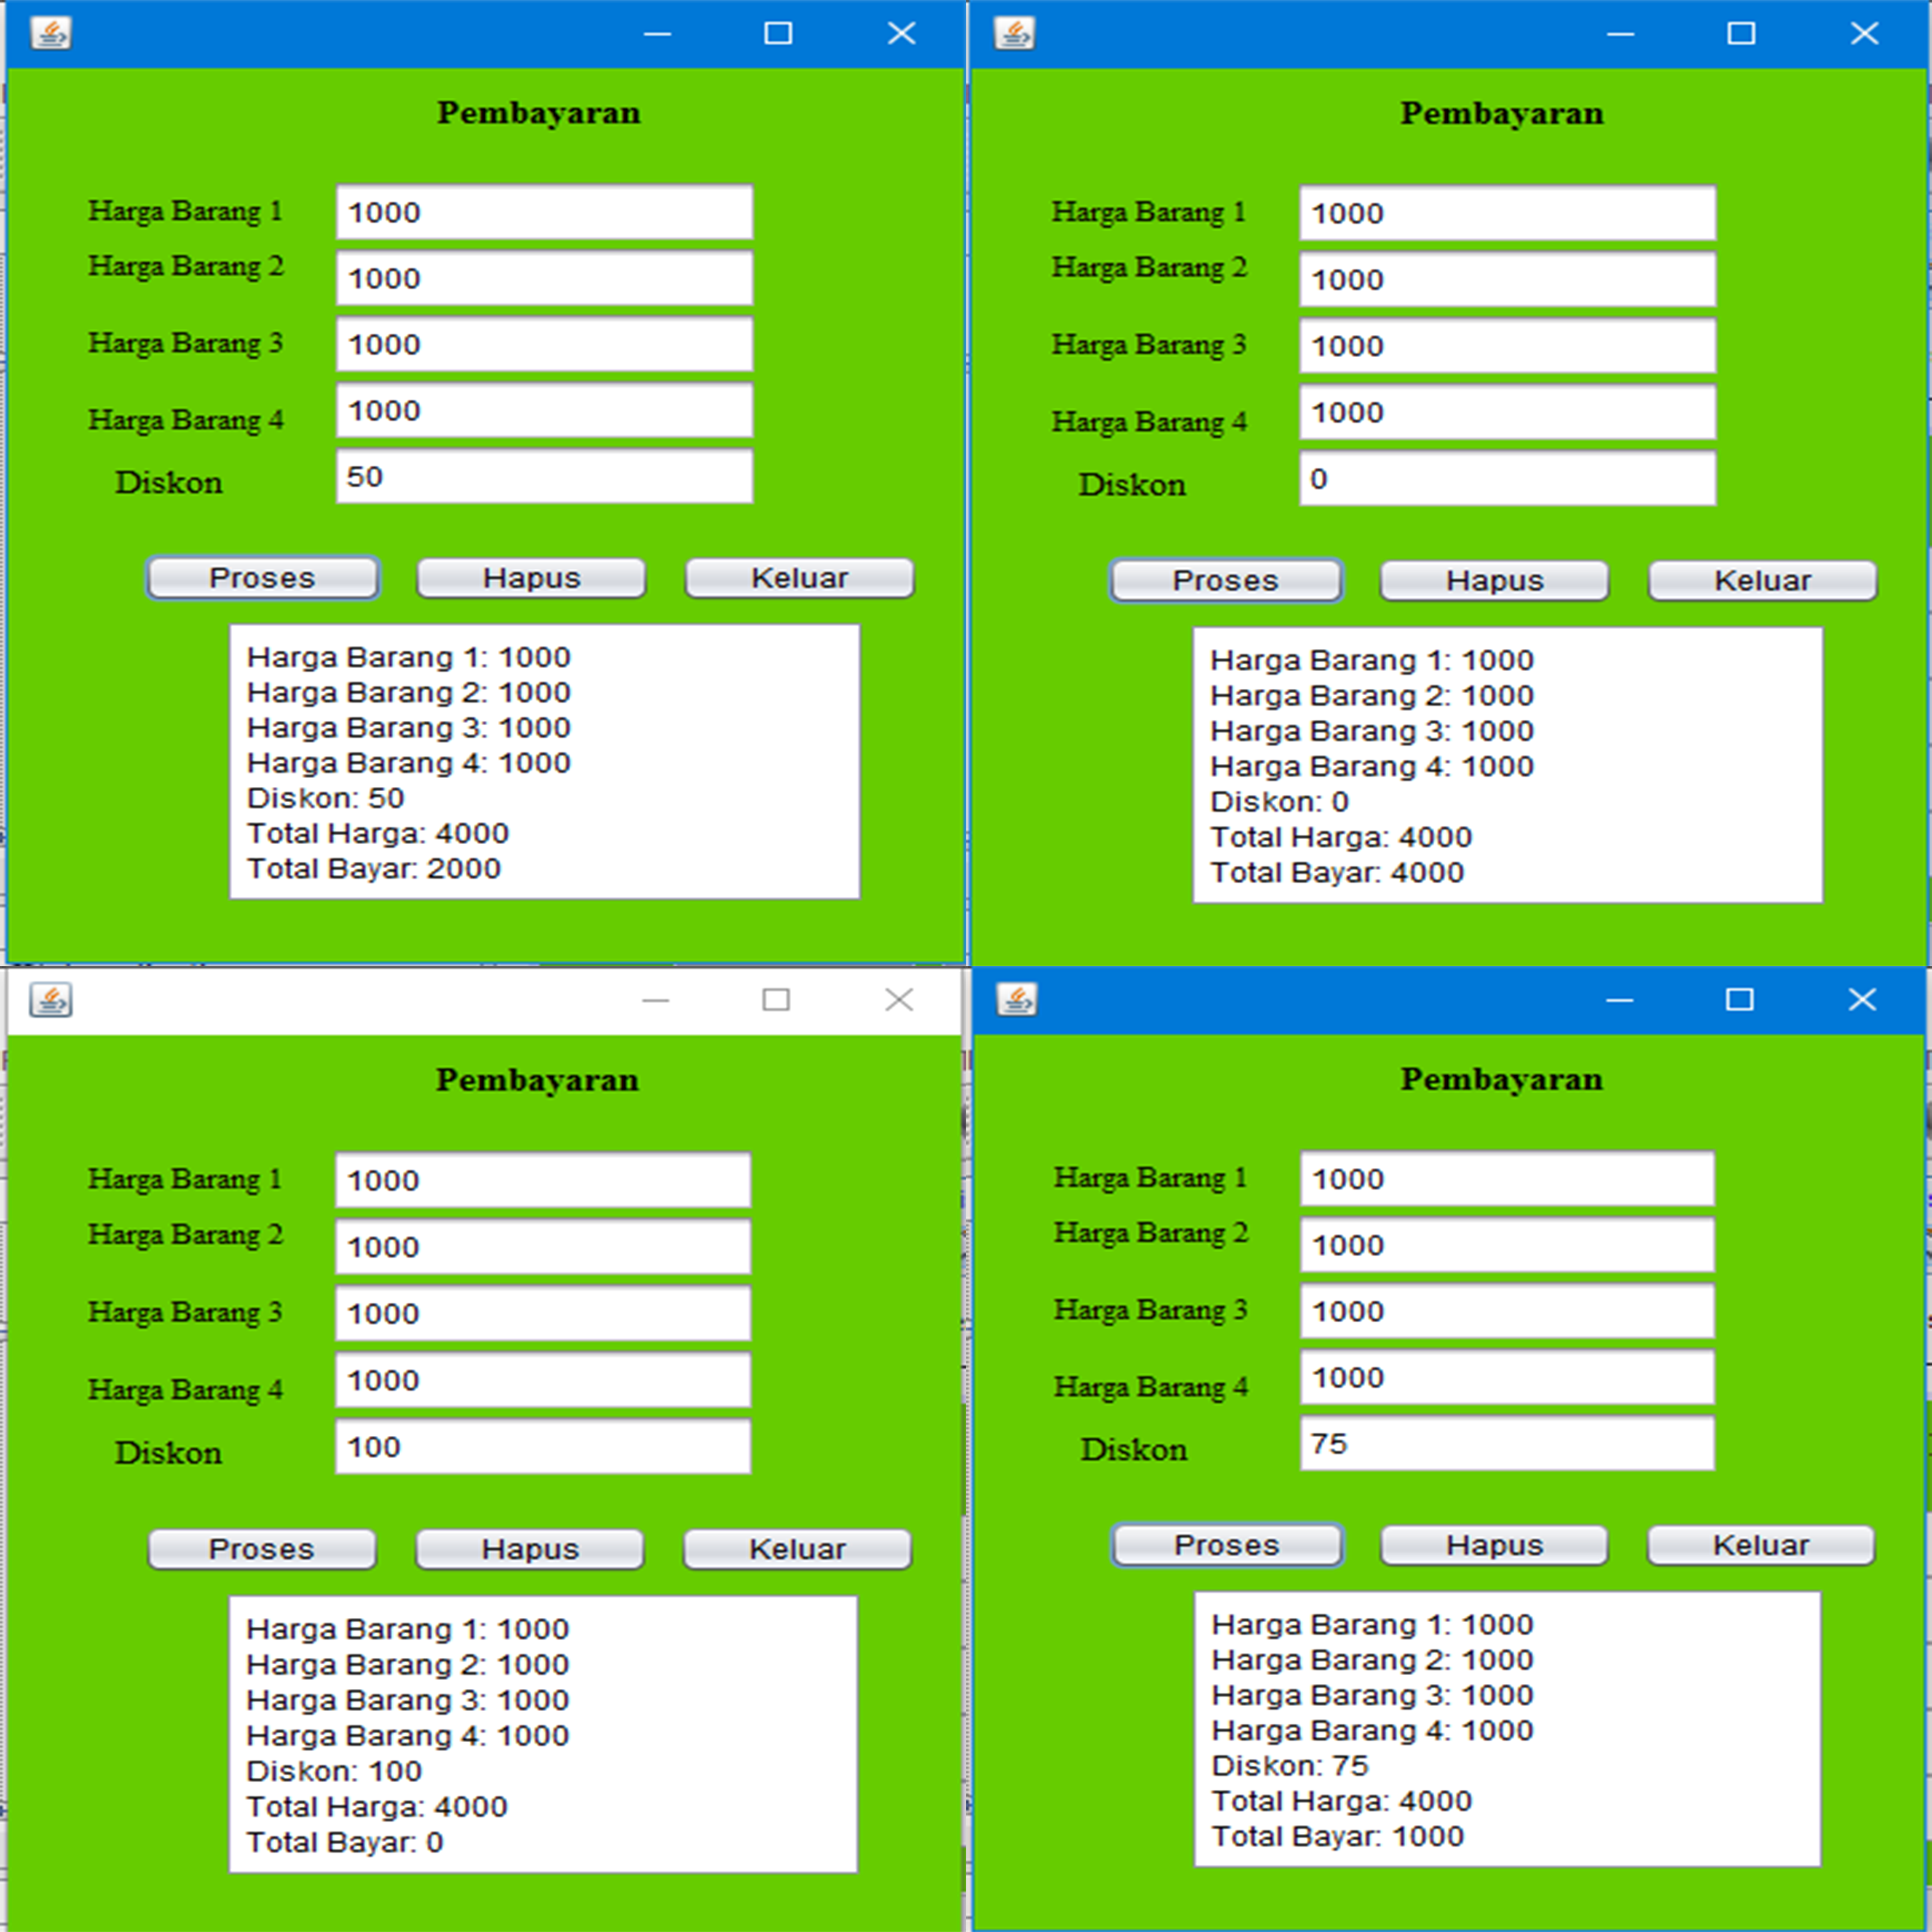 Pembayaran
Harga Barang 1 1000
Harga Barang 2 1000
Harga Barang 3 1000
Harga Barang 4 1000
Diskon 50
Proses Hapus Keluar
Harga Barang 1: 1000
Harga Barang 2: 1000
Harga Barang 3: 1000
Harga Barang 4: 1000
Diskon: 50
Total Harga: 4000
Total Bayar: 2000
Pembayaran
Harga Barang 1 1000
Harga Barang 2 1000
Harga Barang 3 1000
Harga Barang 4 1000
Diskon 0
Proses Hapus Keluar
Harga Barang 1: 1000
Harga Barang 2: 1000
Harga Barang 3: 1000
Harga Barang 4: 1000
Diskon: 0
Total Harga: 4000
Total Bayar: 4000
Pembayaran
Harga Barang 1 1000
Harga Barang 2 1000
Harga Barang 3 1000
Harga Barang 4 1000
Diskon 100
Proses Hapus Keluar
Harga Barang 1: 1000
Harga Barang 2: 1000
Harga Barang 3: 1000
Harga Barang 4: 1000
Diskon: 100
Total Harga: 4000
Total Bayar: 0
Pembayaran
Harga Barang 1 1000
Harga Barang 2 1000
Harga Barang 3 1000
Harga Barang 4 1000
Diskon 75
Proses Hapus Keluar
Harga Barang 1: 1000
Harga Barang 2: 1000
Harga Barang 3: 1000
Harga Barang 4: 1000
Diskon: 75
Total Harga: 4000
Total Bayar: 1000